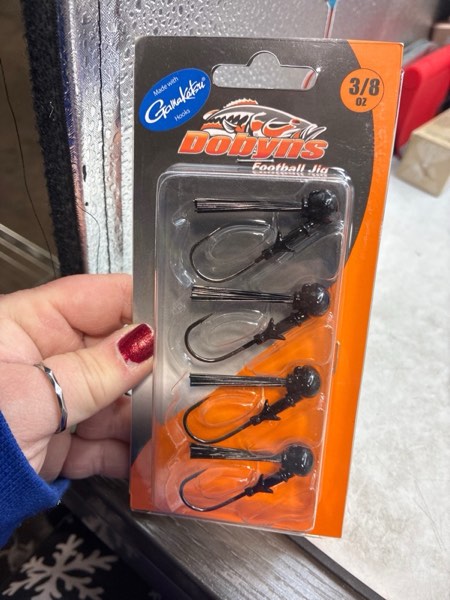 Made with
Gamakatsu
Hooks
3/8
OZ
Dobyns
Football Jig